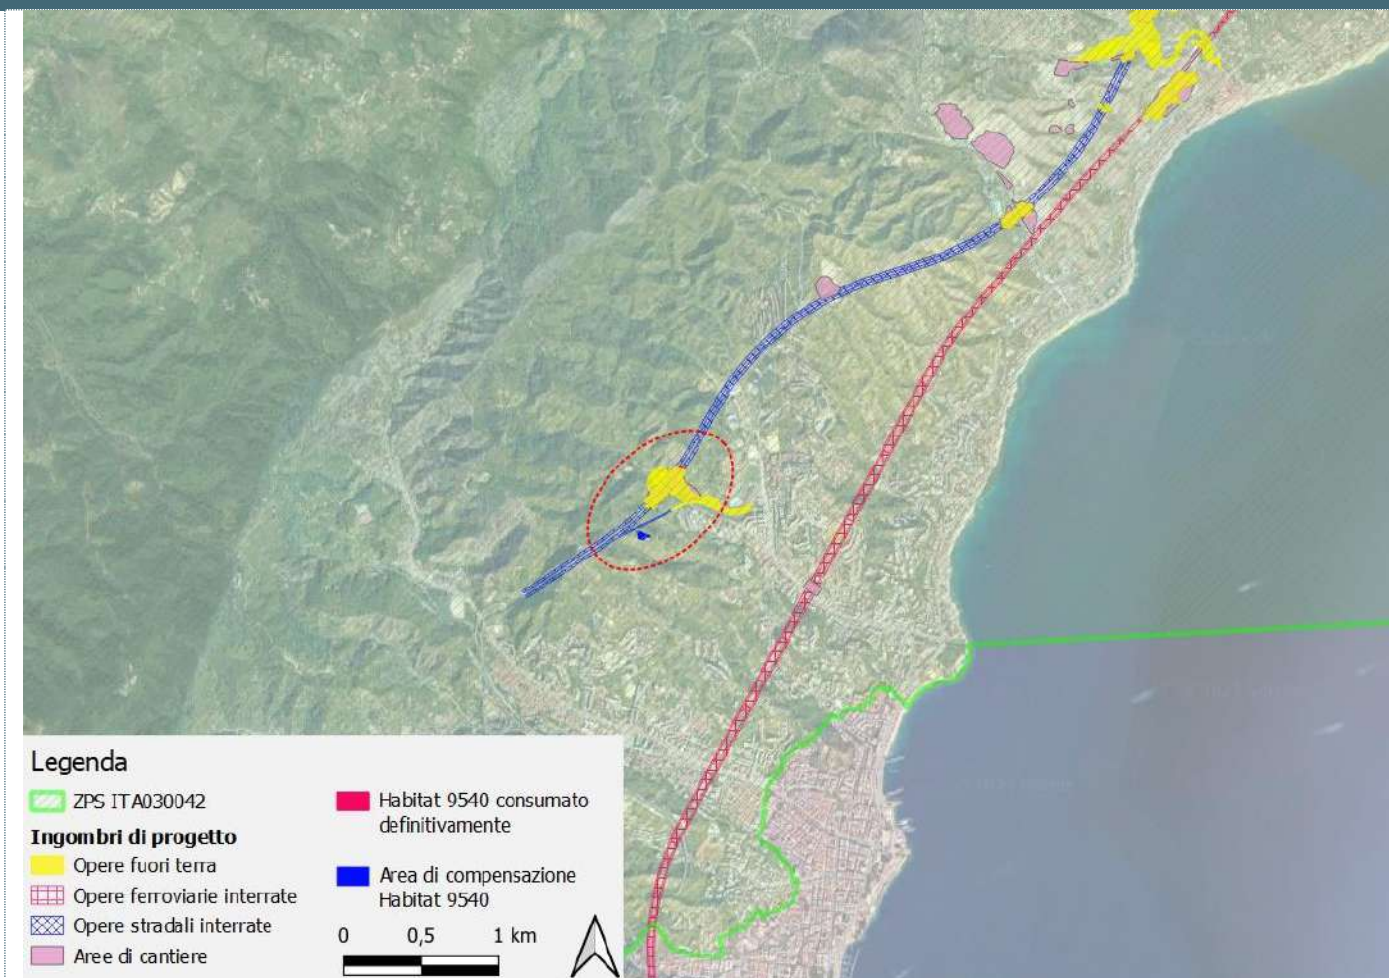 Legenda
ZPS ITA030042
Ingombri di progetto
Opere fuori terra
Opere ferroviarie interrate
Opere stradali interrate
Aree di cantiere
Habitat 9540 consumato
definitivamente
Area di compensazione
Habitat 9540
0 0,5 1 km